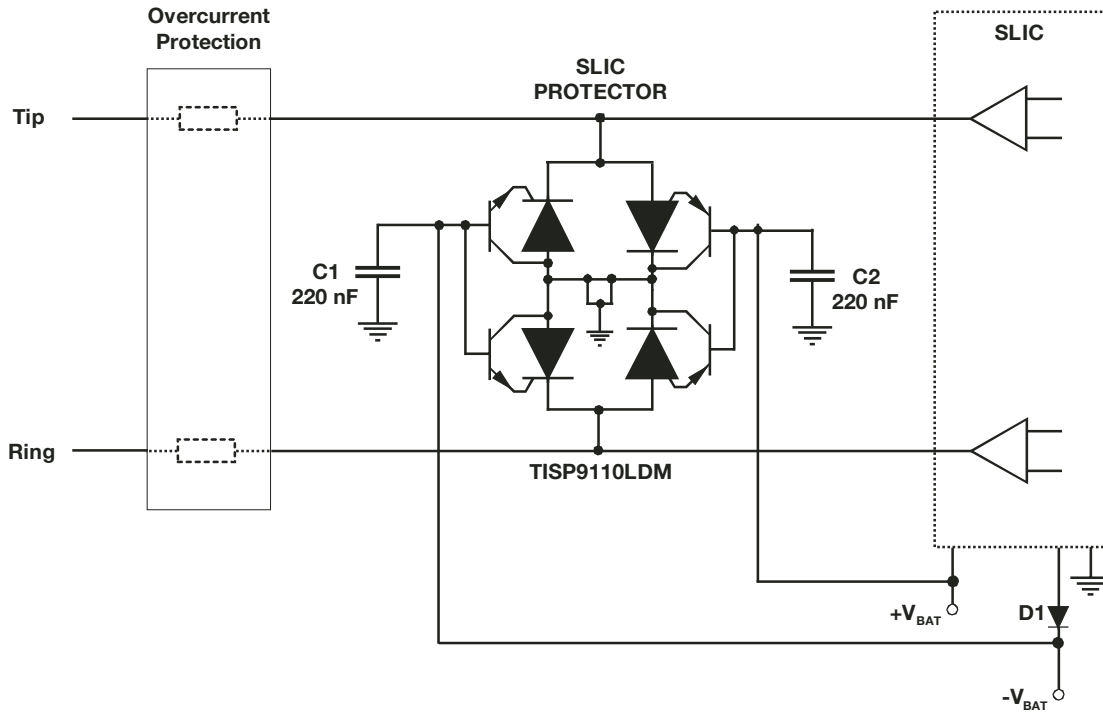 Overcurrent
Protection
SLIC
SLIC
PROTECTOR
Tip
C1
220 nF
C2
220 nF
Ring
TISP9110LDM
+VBAT
D1
-VBAT